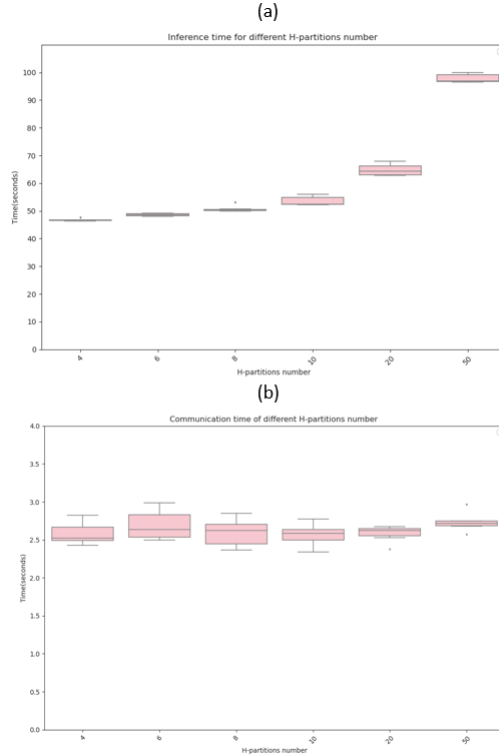 (a)
Inference time for different H-partitions number
100
90
80
70
60
50
40
30
20
10
0
Time(seconds)
4 6 8 10 20 50
H-partitions number
(b)
Communication time of different H-partitions number
4.0
3.5
3.0
2.5
2.0
1.5
1.0
0.5
0.0
Time(seconds)
4 6 8 10 20 50
H-partitions number